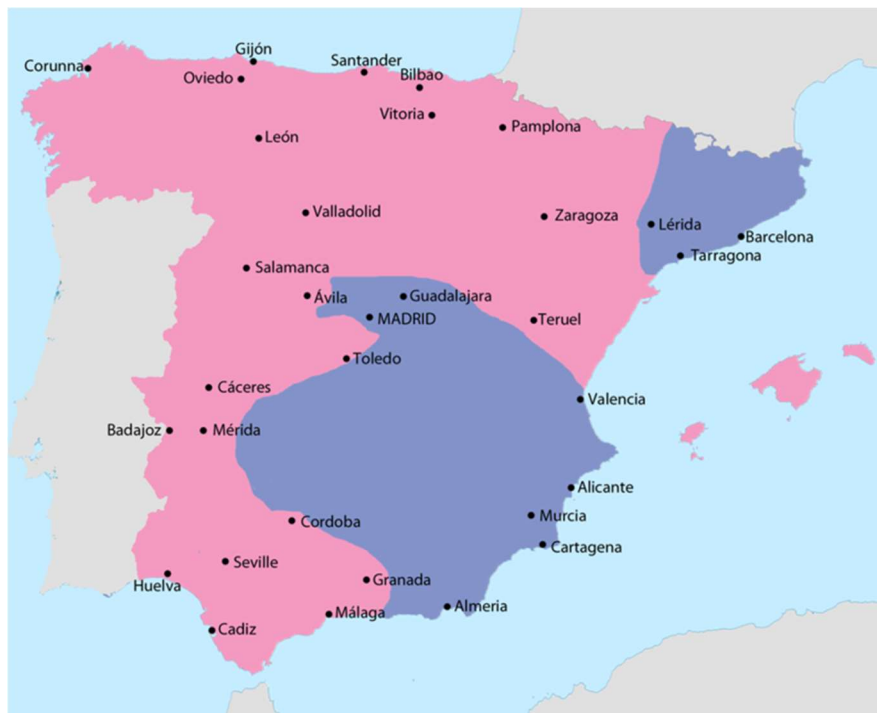 Gijón
Corunna
Santander
Oviedo
Bilbao
Vitoria
Pamplona
León
Valladolid
Zaragoza
Lérida
Barcelona
Tarragona
Salamanca
Ávila
Guadalajara
MADRID
Teruel
Toledo
Cáceres
Valencia
Badajoz
Mérida
Alicante
Murcia
Cordoba
Cartagena
Seville
Huelva
Granada
Almeria
Málaga
Cadiz